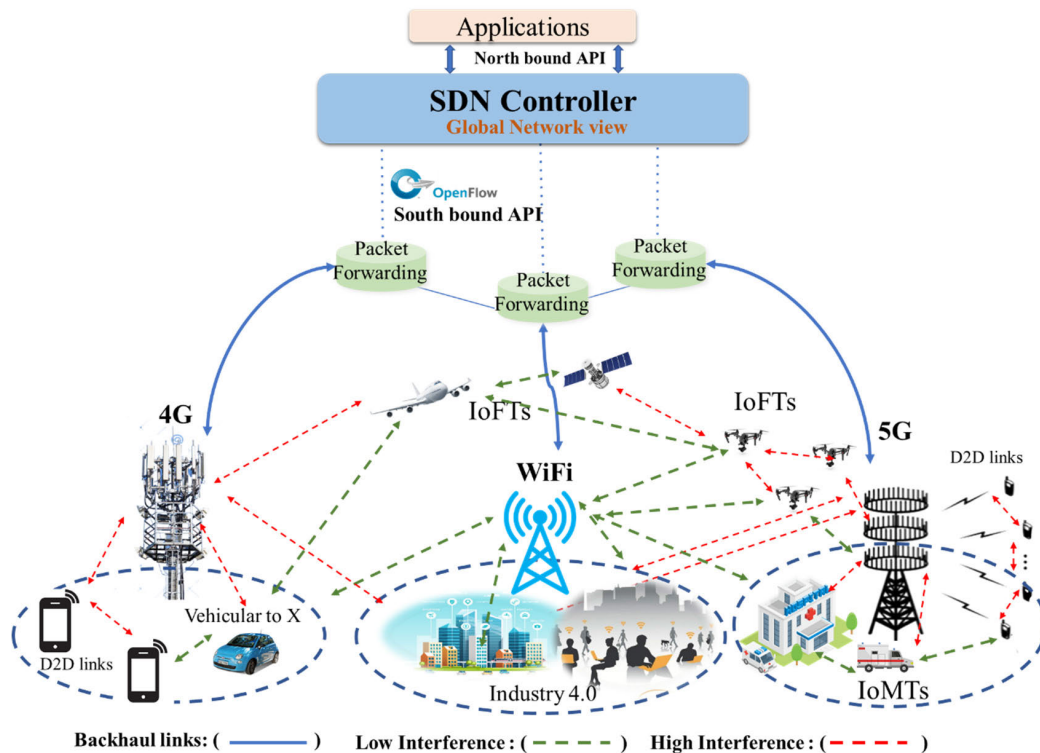 Applications
North bound API
SDN Controller
Global Network view
OpenFlow
South bound API
Packet
Forwarding
Packet
Forwarding
Packet
Forwarding
IoFTs
IoFTs
4G
WiFi
5G
D2D links
Vehicular to X
D2D links
Industry 4.0
IoMTs
Backhaul links: ( ) Low Interference : ( ) High Interference : ( )